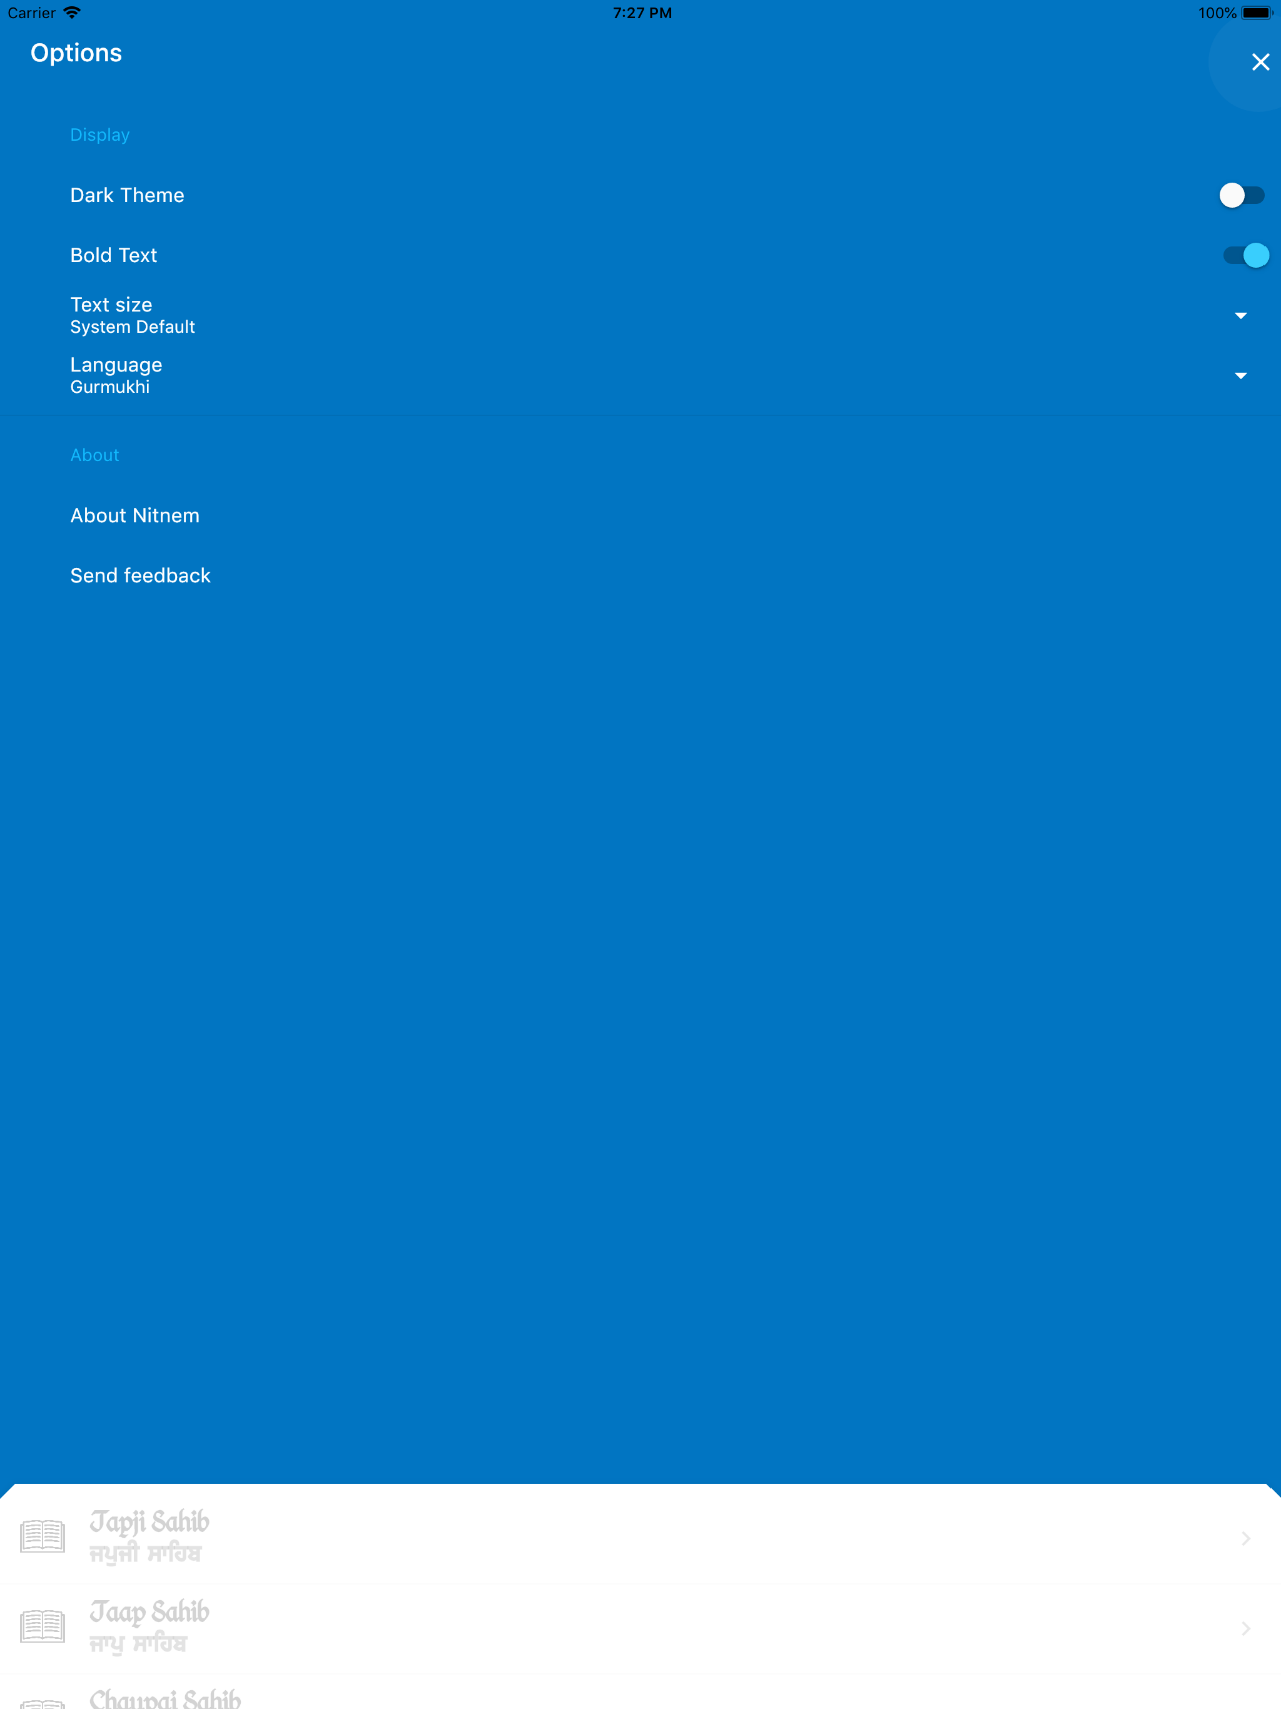 Carrier
7:27 PM
100%
Options
Display
Dark Theme
Bold Text
Text size
System Default
Language
Gurmukhi
About
About Nitnem
Send feedback
Japji Sahib
ਜਪੁਜੀ ਸਾਹਿਬ
Jaap Sahib
ਜਾਪੁ ਸਾਹਿਬ
Chaupai Sahib